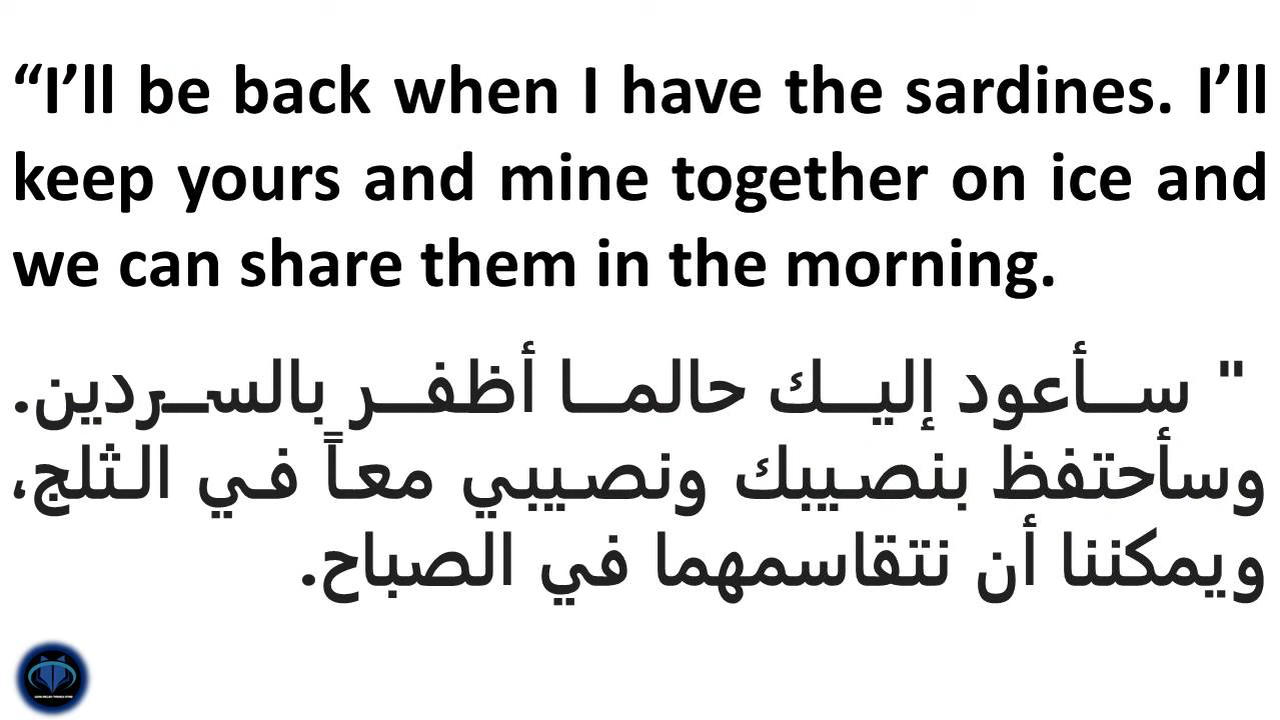 “I’ll be back when I have the sardines. I’ll
keep yours and mine together on ice and
we can share them in the morning.
" ســأعود إليــك حالمــا أظفــر بالســردين.
وسأحتفظ بنصيبك ونصيبي معاً في الثلج،
ويمكننا أن نتقاسمهما في الصباح.